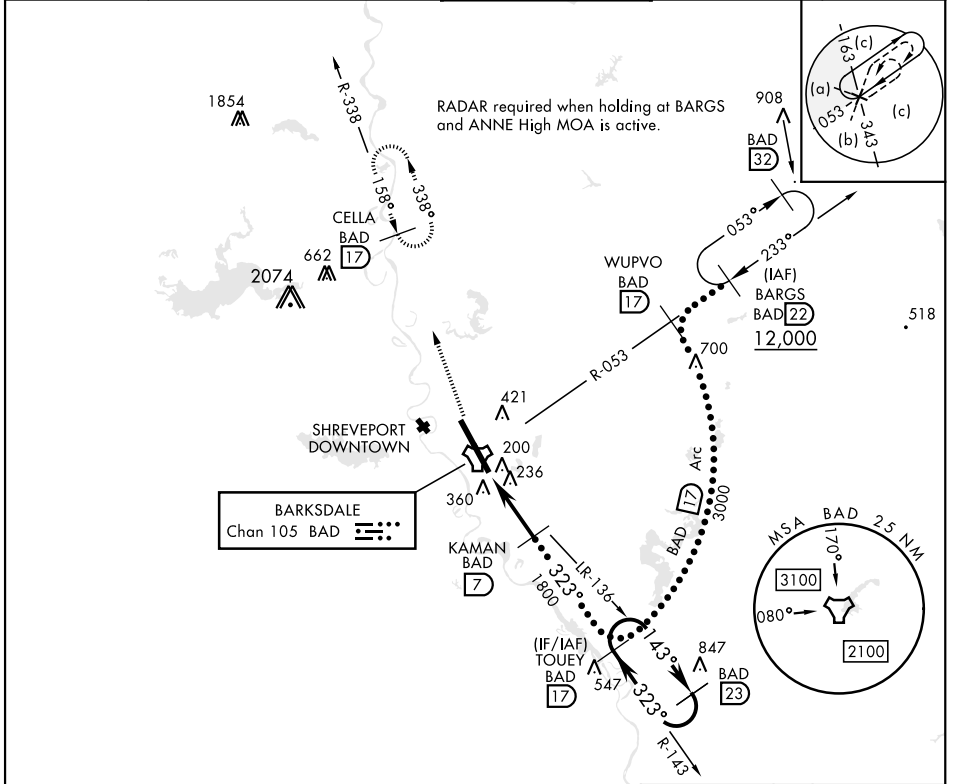 1854
R-338
RADAR required when holding at BARGS
and ANNE High MOA is active.
908
BAD
32
163
(c)
(a)
053
(b)
343
(c)
158°
338°
CELLA
BAD
17
662
2074
053°
233°
WUPVO
BAD
17
(IAF)
BARGS
BAD 22
12,000
518
700
R-053
421
SHREVEPORT
DOWNTOWN
200
236
360
BARKSDALE
Chan 105 BAD
BAD 17 Arc
3000
KAMAN
BAD
7
323°
1800
LR-136
MSA BAD 25 NM
170°
3100
080°
2100
(IF/IAF)
TOUEY
BAD
17
547
143°
847
BAD
23
323°
R-143